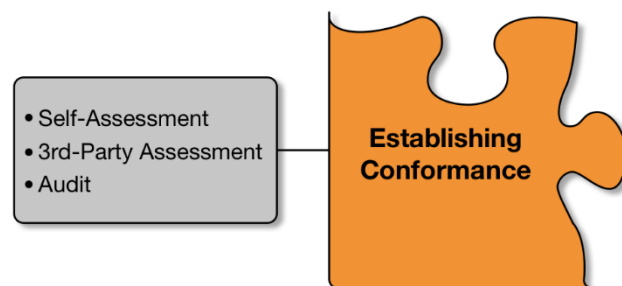 • Self-Assessment
• 3rd-Party Assessment
• Audit
Establishing
Conformance